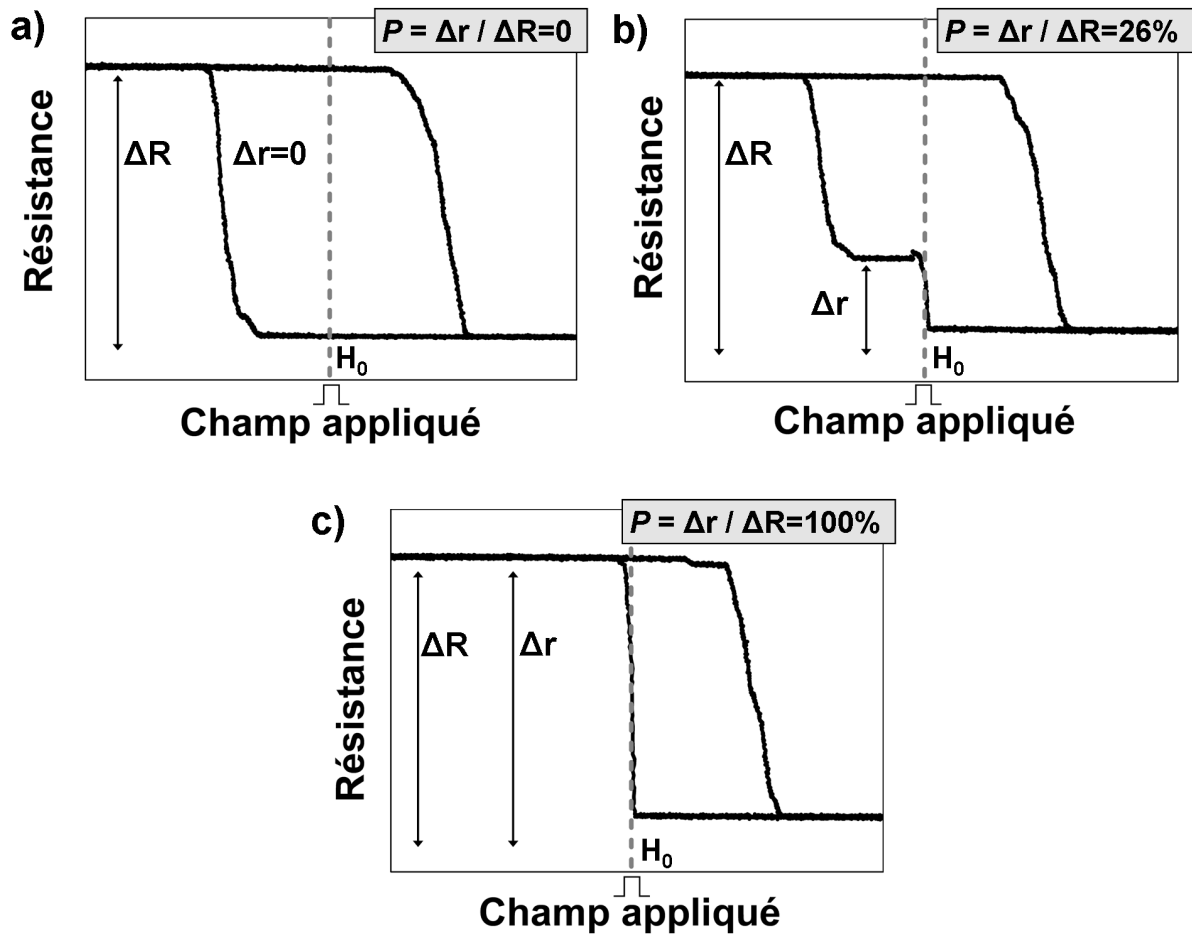 a)
P = Δr / ΔR=0
Résistance
ΔR
Δr=0
H₀
Champ appliqué
b)
P = Δr / ΔR=26%
Résistance
ΔR
Δr
H₀
Champ appliqué
c)
P = Δr / ΔR=100%
Résistance
ΔR
Δr
H₀
Champ appliqué